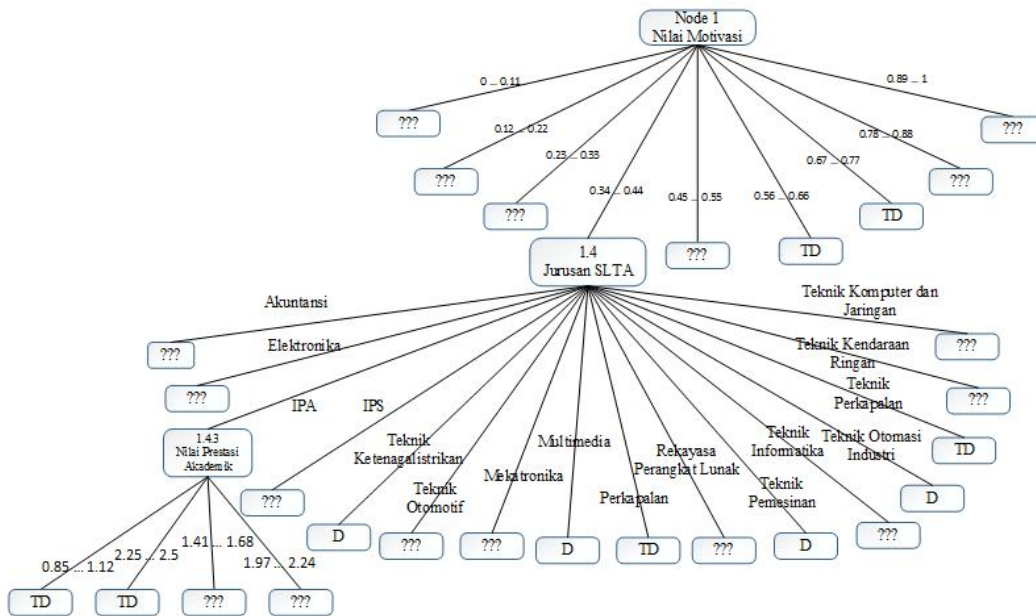 Node 1
Nilai Motivasi
0 ... 0.11
0.89 ... 1
???
???
0.12 ... 0.22
0.78 ... 0.88
0.23 ... 0.33
0.67 ... 0.77
???
???
0.34 ... 0.44
0.45 ... 0.55
0.56 ... 0.66
???
TD
1.4
Jurusan SLTA
???
TD
Akuntansi
Teknik Komputer dan
Jaringan
???
Elektronika
Teknik Kendaraan
Ringan
???
???
IPA
IPS
Teknik
Perkapalan
???
1.4.3
Nilai Prestasi
Akademik
Teknik
Ketenagalistrikan
Multimedia
Rekayasa
Perangkat Lunak
Teknik
Informatika
Teknik Otomasi
Industri
TD
Teknik
Otomotif
Mekatronika
Perkapalan
Teknik
Pemesinan
???
D
D
???
???
D
TD
???
D
???
0.85 ... 1.12
2.25 ... 2.5
1.41 ... 1.68
1.97 ... 2.24
TD
TD
???
???